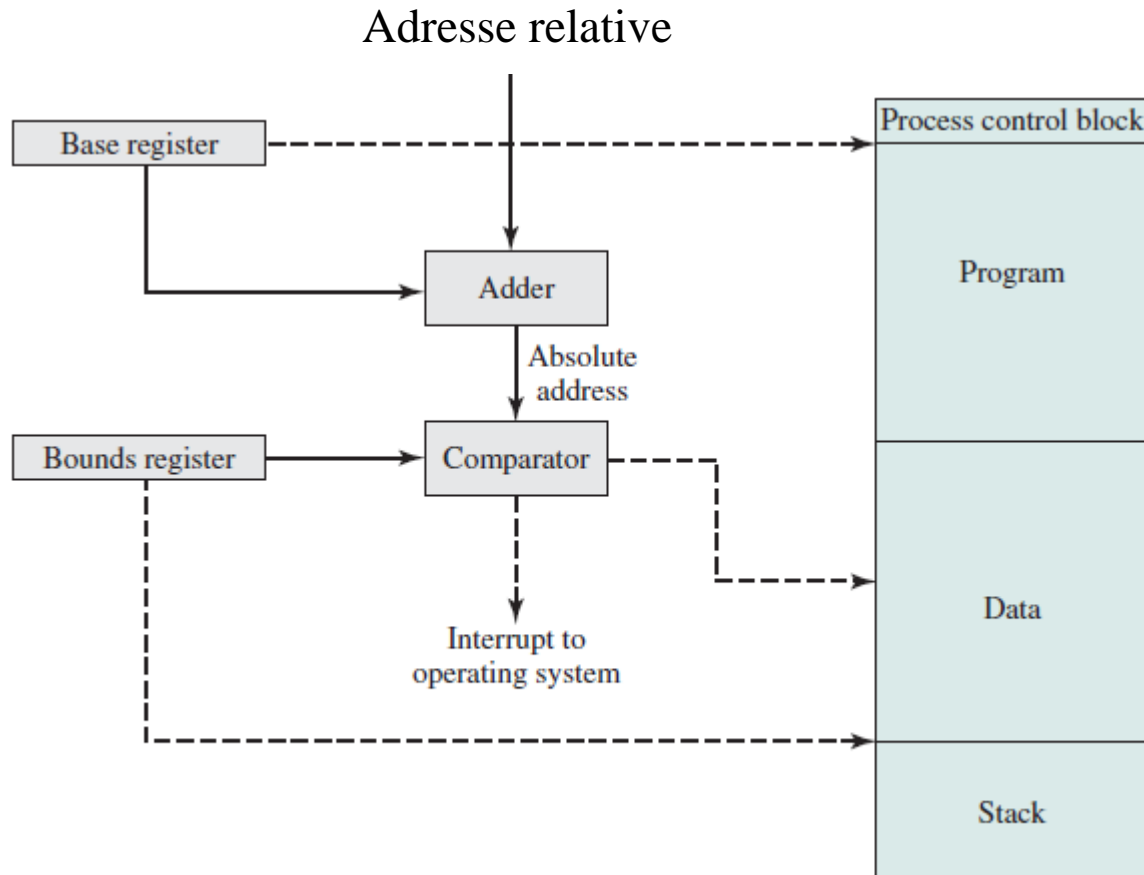 Adresse relative
Process control block
Base register
Program
Adder
Absolute
address
Bounds register
Comparator
Data
Interrupt to
operating system
Stack